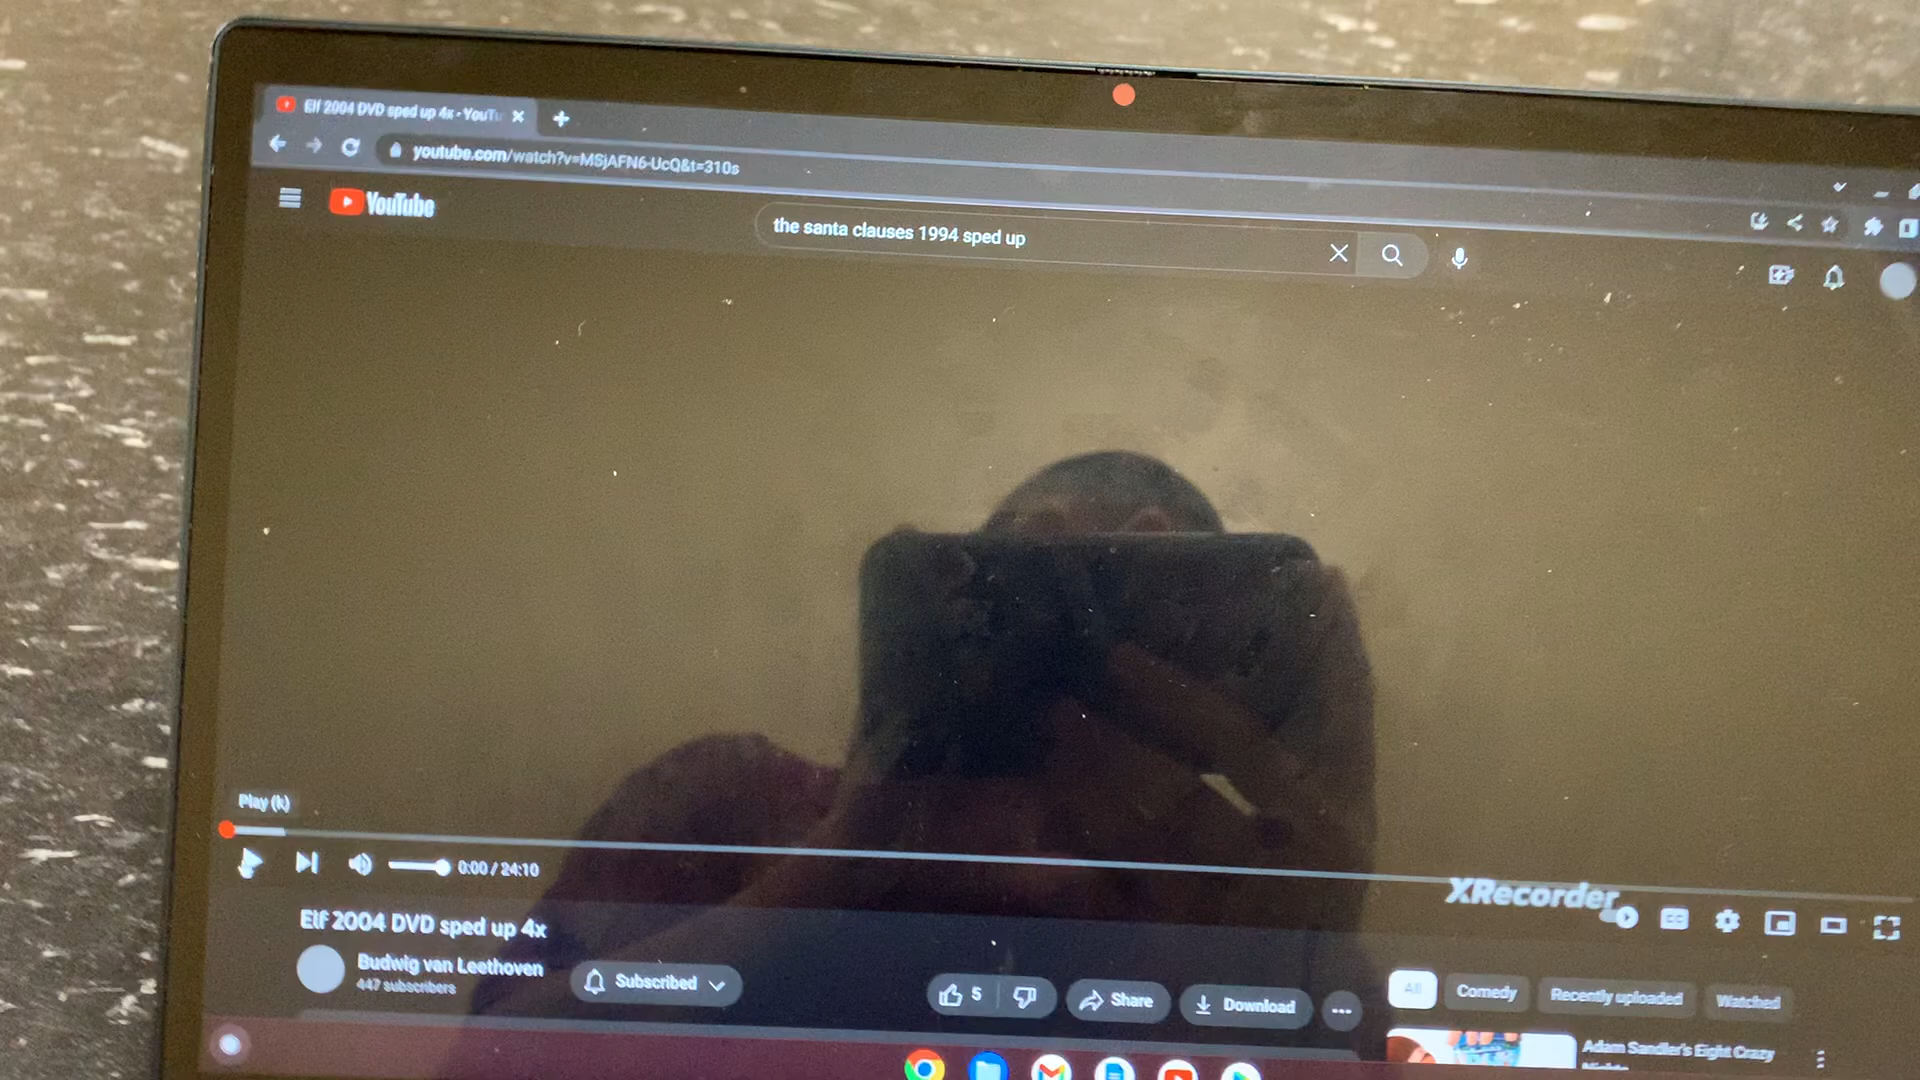 Elf 2004 DVD sped up 4x - YouTu
youtube.com/watch?v=MSjAFN6-UcQ&t=310s
YouTube
the santa clauses 1994 sped up
Play (k)
0:00 / 24:10
XRecorder
Elf 2004 DVD sped up 4x
Budwig van Leethoven
447 subscribers
Subscribed
5
Share
Download
All
Comedy
Recently uploaded
Watched
Adam Sandler's Eight Crazy